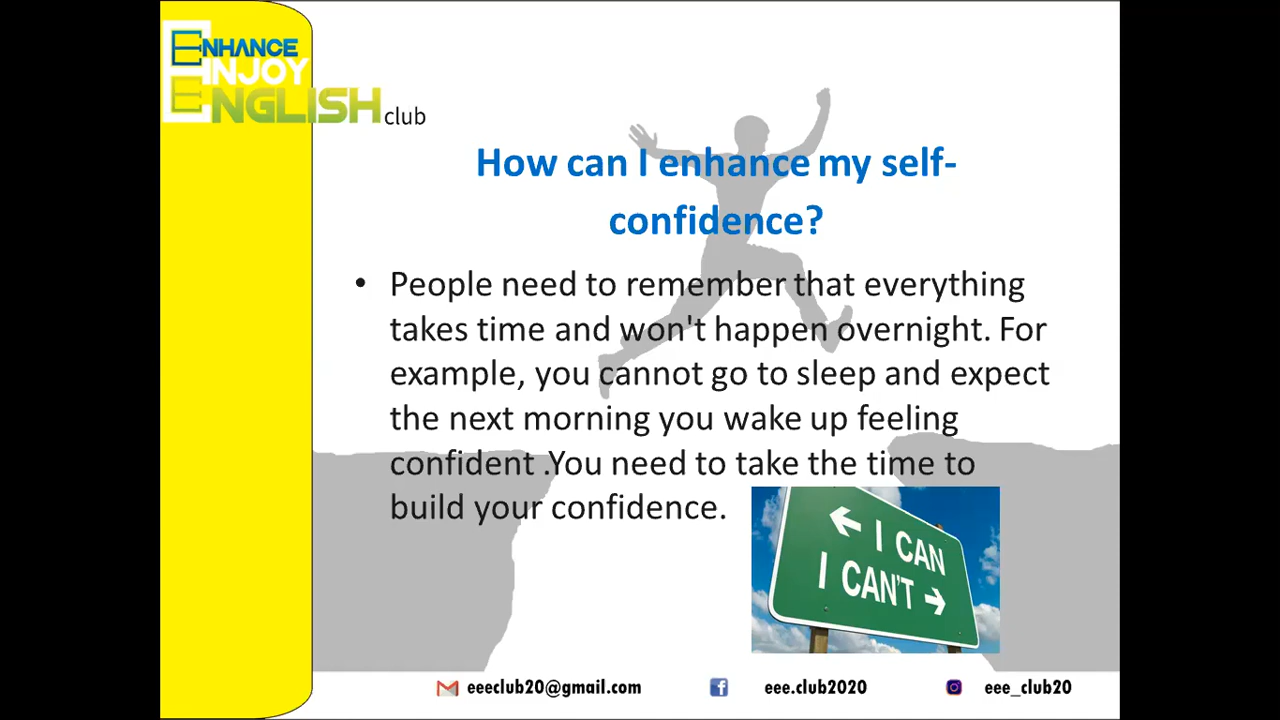 ENHANCE
ENJOY
ENGLISH club
How can I enhance my self-
confidence?
• People need to remember that everything
takes time and won't happen overnight. For
example, you cannot go to sleep and expect
the next morning you wake up feeling
confident .You need to take the time to
build your confidence.
I CAN
I CAN'T
eeeclub20@gmail.com eee.club2020 eee_club20